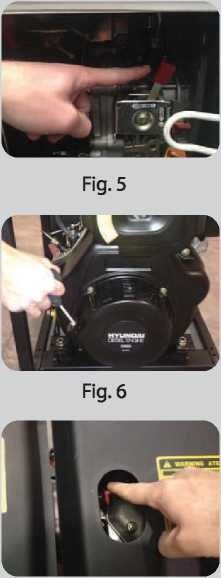 Fig. 5
HYUNDAI
DIESEL ENGINE
Fig. 6
WARNING